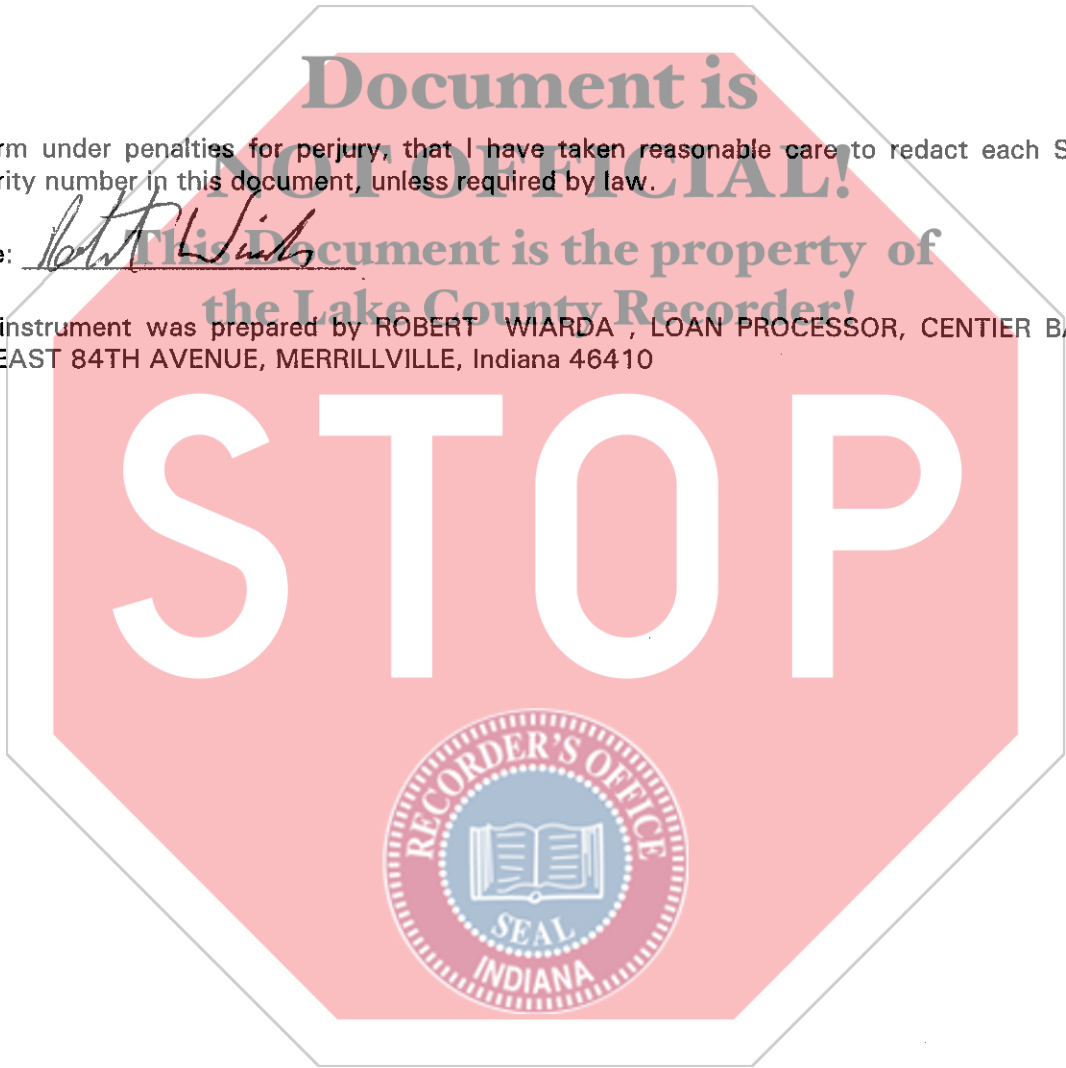 Document is
rm under penalties for perjury, that I have taken reasonable care to redact each S
NOT OFFICIAL!
rity number in this document, unless required by law.
This Document is the property of
e:
the Lake County Recorder!
instrument was prepared by ROBERT WIARDA , LOAN PROCESSOR, CENTIER BA
EAST 84TH AVENUE, MERRILLVILLE, Indiana 46410
STOP
RECORDER'S OFFICE
SEAL
INDIANA